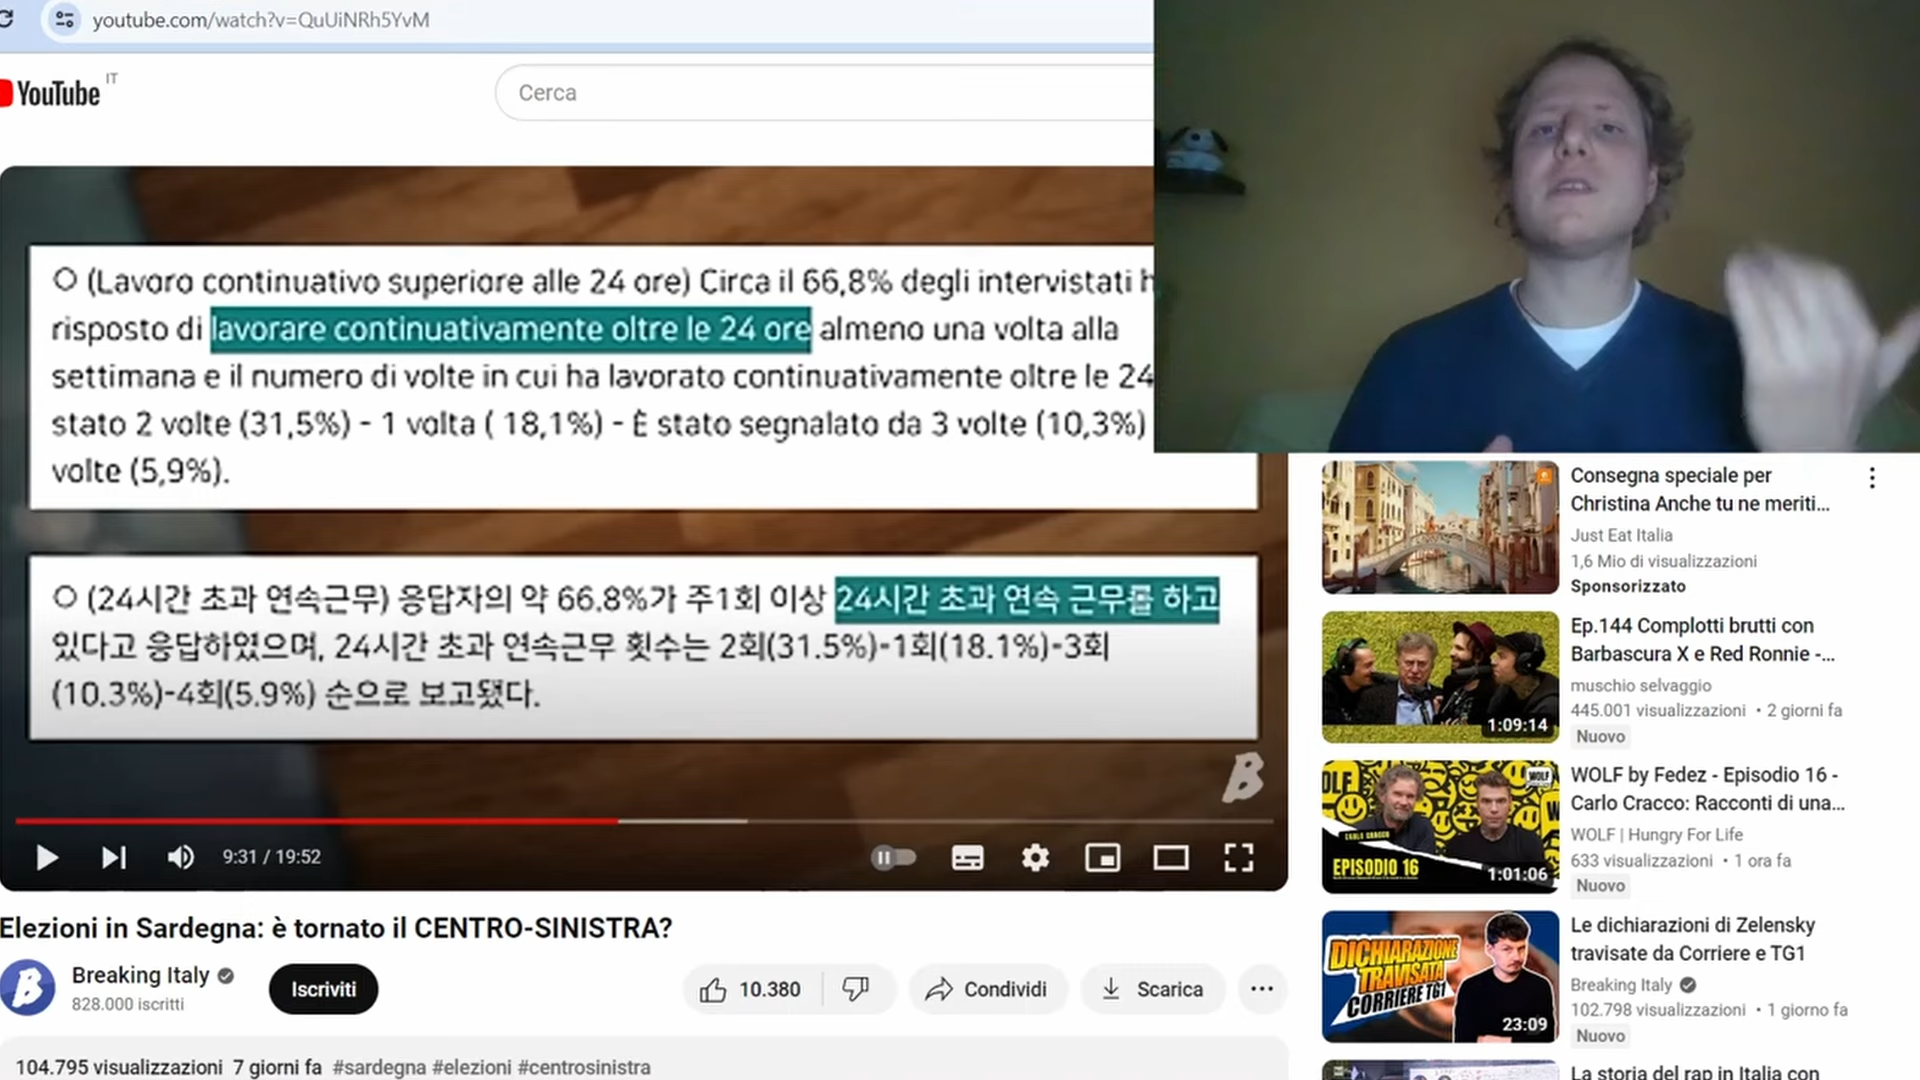 youtube.com/watch?v=QuUiNRh5YvM
YouTube IT
Cerca
O (Lavoro continuativo superiore alle 24 ore) Circa il 66,8% degli intervistati h
risposto di lavorare continuativamente oltre le 24 ore almeno una volta alla
settimana e il numero di volte in cui ha lavorato continuativamente oltre le 24
stato 2 volte (31,5%) - 1 volta ( 18,1%) - È stato segnalato da 3 volte (10,3%)
volte (5,9%).
O (24시간 초과 연속근무) 응답자의 약 66.8%가 주1회 이상 24시간 초과 연속 근무를 하고
있다고 응답하였으며, 24시간 초과 연속근무 횟수는 2회(31.5%)-1회(18.1%)-3회
(10.3%)-4회(5.9%) 순으로 보고됐다.
B
9:31 / 19:52
Elezioni in Sardegna: è tornato il CENTRO-SINISTRA?
B
Breaking Italy
828.000 iscritti
Iscriviti
10.380
Condividi
Scarica
104.795 visualizzazioni 7 giorni fa #sardegna #elezioni #centrosinistra
Consegna speciale per
Christina Anche tu ne meriti...
Just Eat Italia
1,6 Mio di visualizzazioni
Sponsorizzato
1:09:14
Ep.144 Complotti brutti con
Barbascura X e Red Ronnie -...
muschio selvaggio
445.001 visualizzazioni • 2 giorni fa
Nuovo
WOLF
CARLO CRACCO
EPISODIO 16
1:01:06
WOLF by Fedez - Episodio 16 -
Carlo Cracco: Racconti di una...
WOLF | Hungry For Life
633 visualizzazioni • 1 ora fa
Nuovo
DICHIARAZIONE
TRAVISATA
CORRIERE TG1
23:09
Le dichiarazioni di Zelensky
travisate da Corriere e TG1
Breaking Italy
102.798 visualizzazioni • 1 giorno fa
Nuovo
La storia del rap in Italia con